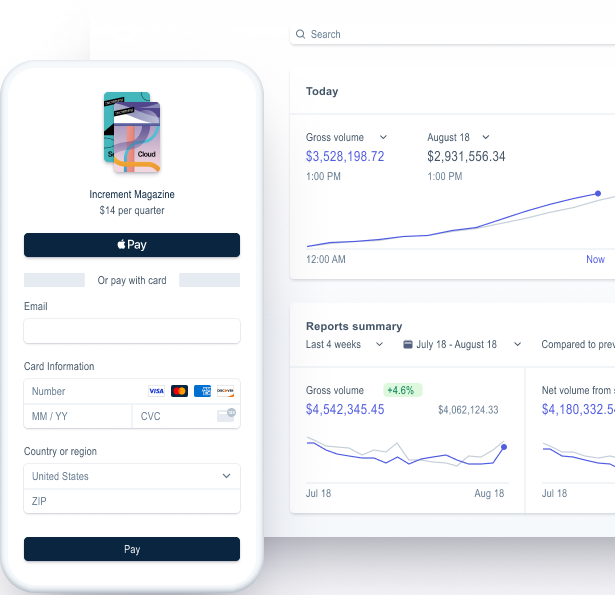 Search
Today
Gross volume
August 18
$3,528,198.72
$2,931,556.34
1:00 PM
1:00 PM
12:00 AM
Now
Reports summary
Last 4 weeks
July 18 - August 18
Compared to prev
Gross volume
+4.6%
$4,542,345.45
$4,062,124.33
Jul 18
Aug 18
Net volume from s
$4,180,332.54
Jul 18
Cloud
Increment Magazine
$14 per quarter
Pay
Or pay with card
Email
Card Information
Number
VISA
DISCOVER
MM / YY
CVC
Country or region
United States
ZIP
Pay